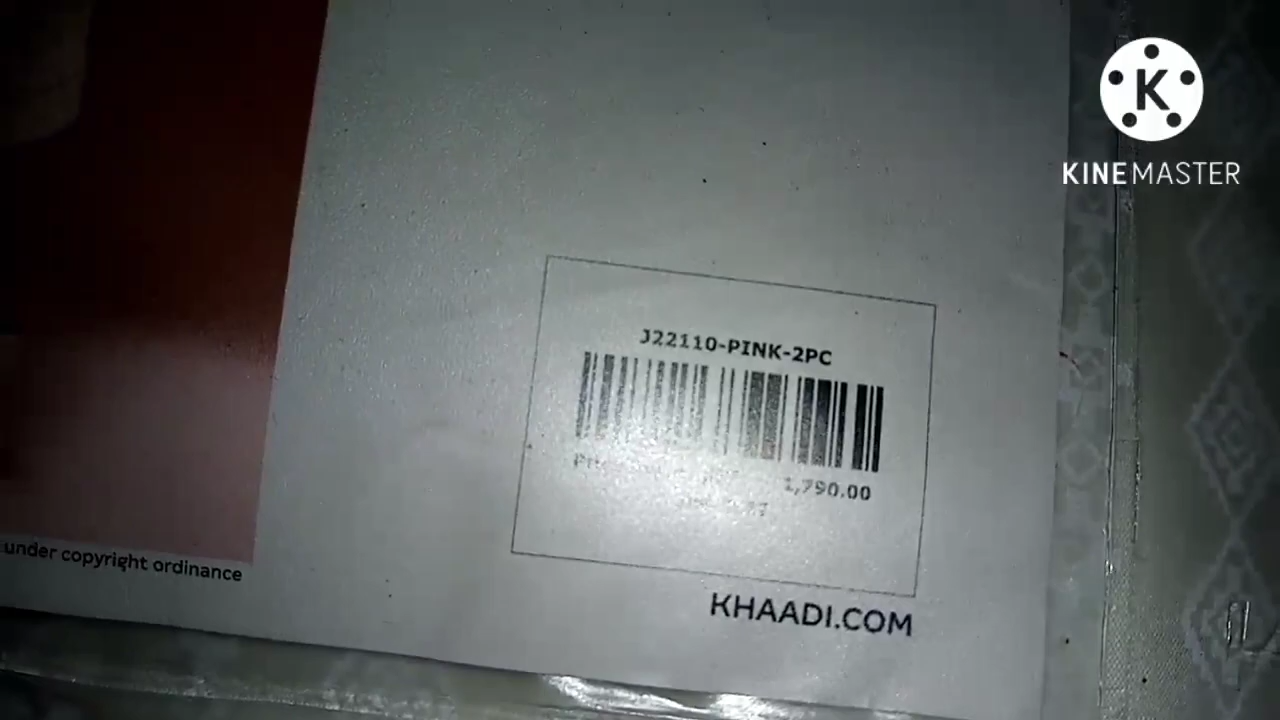 K
KINEMASTER
J22110-PINK-2PC
1,790.00
under copyright ordinance
KHAADI.COM